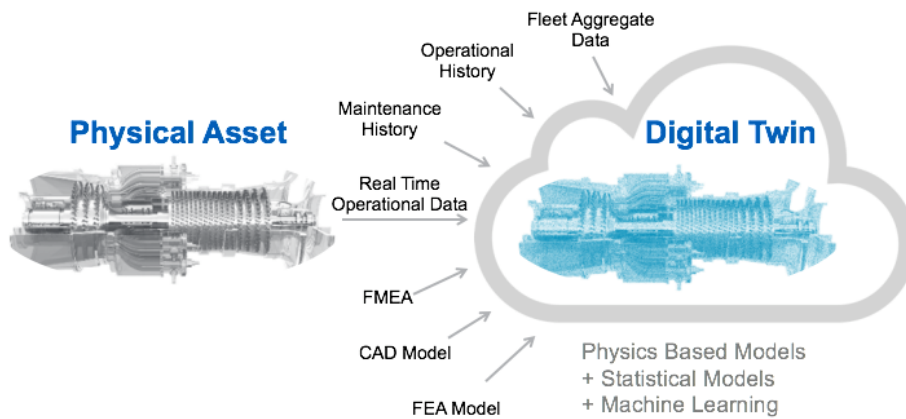 Fleet Aggregate
Data
Operational
History
Maintenance
History
Physical Asset
Digital Twin
Real Time
Operational Data
FMEA
CAD Model
FEA Model
Physics Based Models
+ Statistical Models
+ Machine Learning